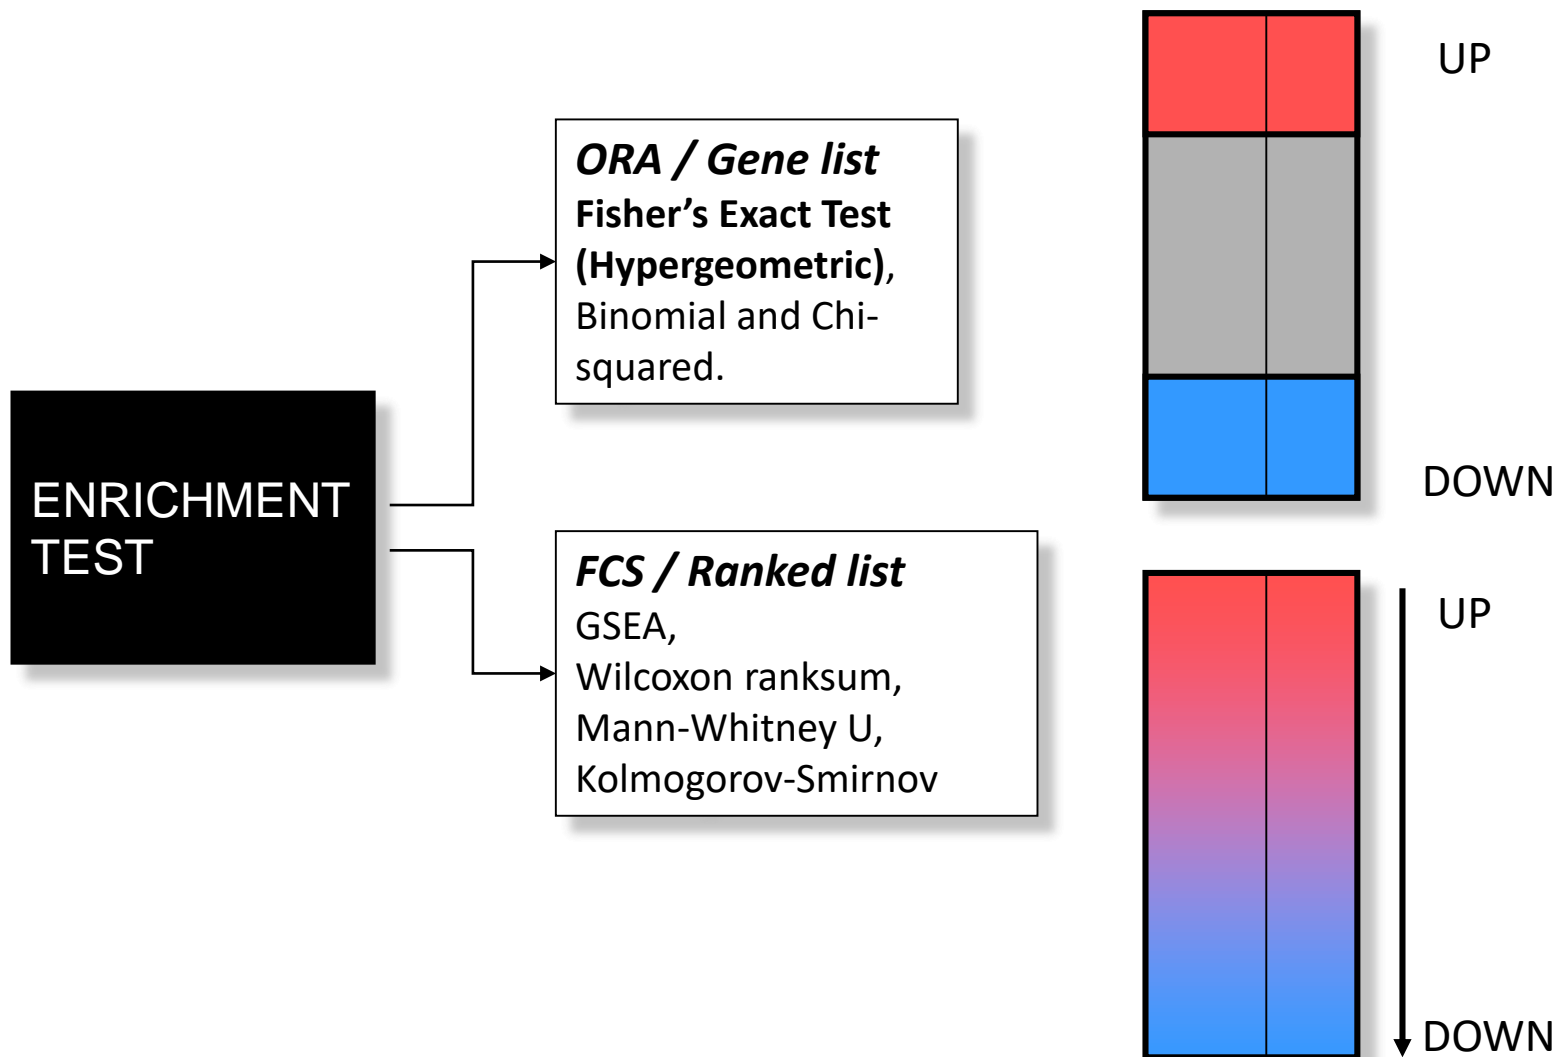 ENRICHMENT
TEST
ORA / Gene list
Fisher’s Exact Test
(Hypergeometric),
Binomial and Chi-
squared.
FCS / Ranked list
GSEA,
Wilcoxon ranksum,
Mann-Whitney U,
Kolmogorov-Smirnov
UP
DOWN
UP
DOWN